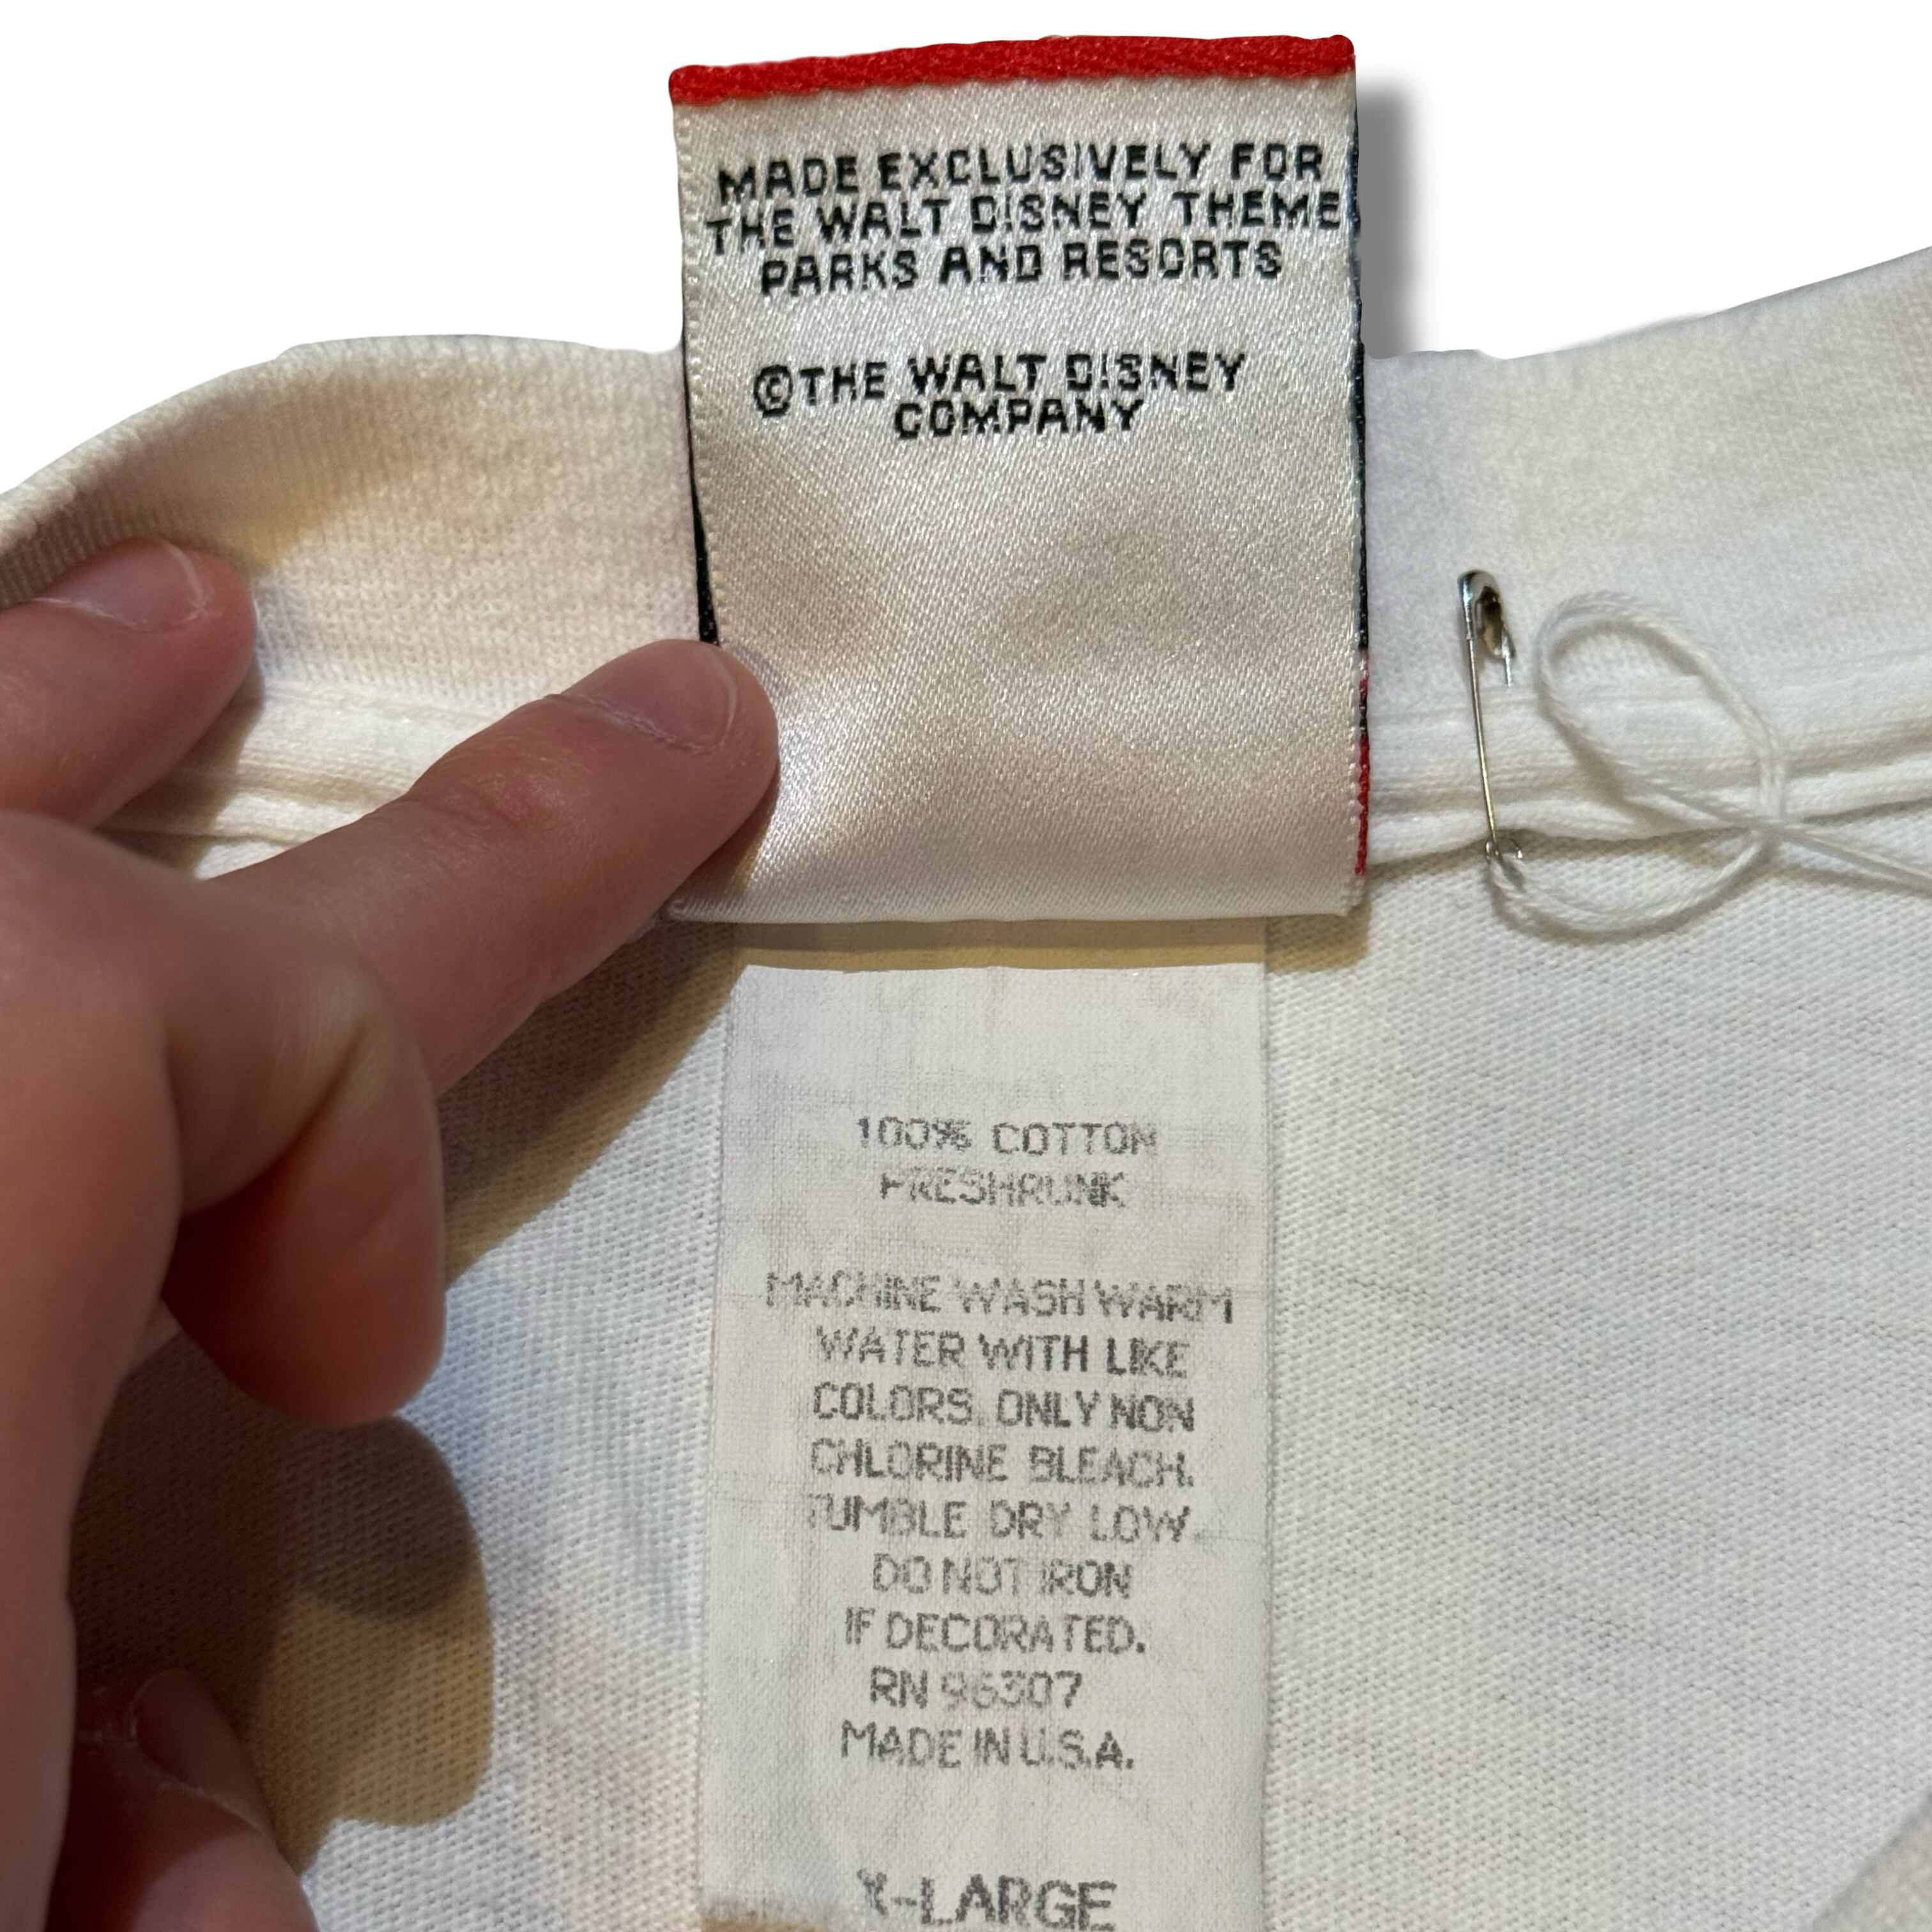 MADE EXCLUSIVELY FOR
THE WALT DISNEY THEME
PARKS AND RESORTS
©THE WALT DISNEY
COMPANY
100% COTTON
PRESHRUNK
MACHINE WASH WARM
WATER WITH LIKE
COLORS. ONLY NON
CHLORINE BLEACH.
TUMBLE DRY LOW.
DO NOT IRON
IF DECORATED.
RN 96307
MADE IN U.S.A.
X-LARGE